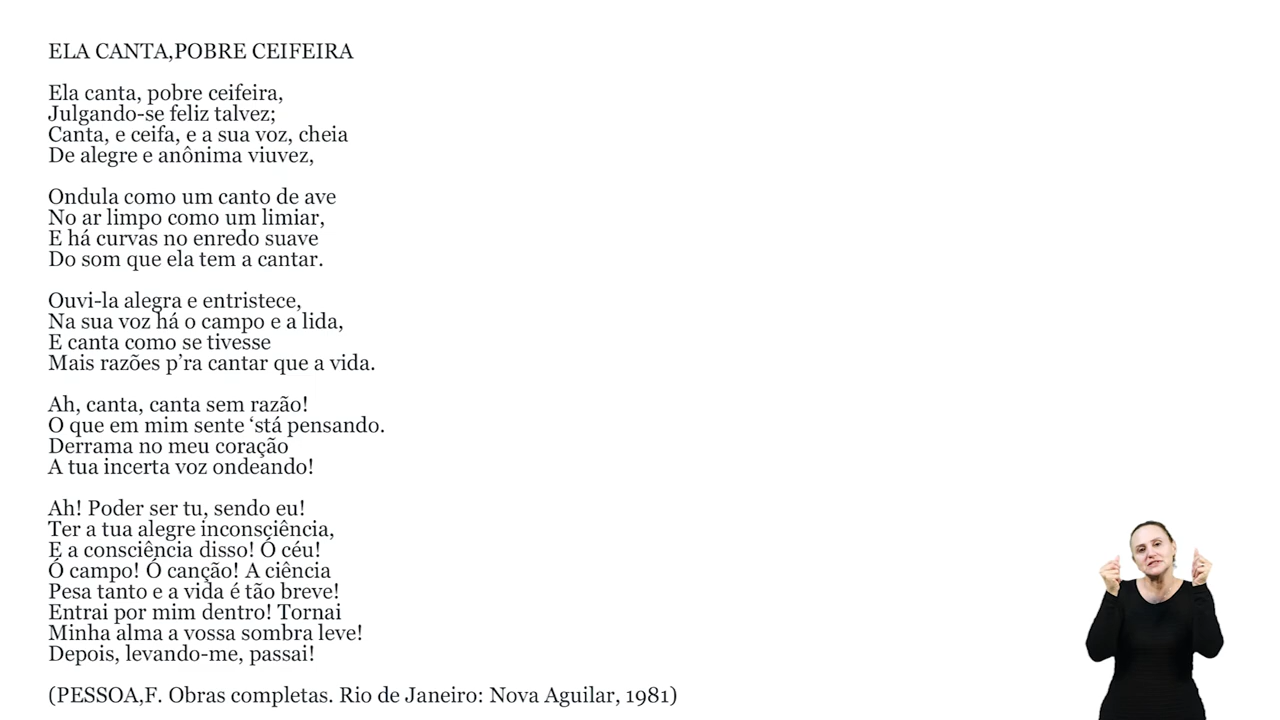 ELA CANTA,POBRE CEIFEIRA
Ela canta, pobre ceifeira,
Julgando-se feliz talvez;
Canta, e ceifa, e a sua voz, cheia
De alegre e anônima viuvez,
Ondula como um canto de ave
No ar limpo como um limiar,
E há curvas no enredo suave
Do som que ela tem a cantar.
Ouvi-la alegra e entristece,
Na sua voz há o campo e a lida,
E canta como se tivesse
Mais razões p’ra cantar que a vida.
Ah, canta, canta sem razão!
O que em mim sente ‘stá pensando.
Derrama no meu coração
A tua incerta voz ondeando!
Ah! Poder ser tu, sendo eu!
Ter a tua alegre inconsciência,
E a consciência disso! Ó céu!
Ó campo! Ó canção! A ciência
Pesa tanto e a vida é tão breve!
Entrai por mim dentro! Tornai
Minha alma a vossa sombra leve!
Depois, levando-me, passai!
(PESSOA,F. Obras completas. Rio de Janeiro: Nova Aguilar, 1981)